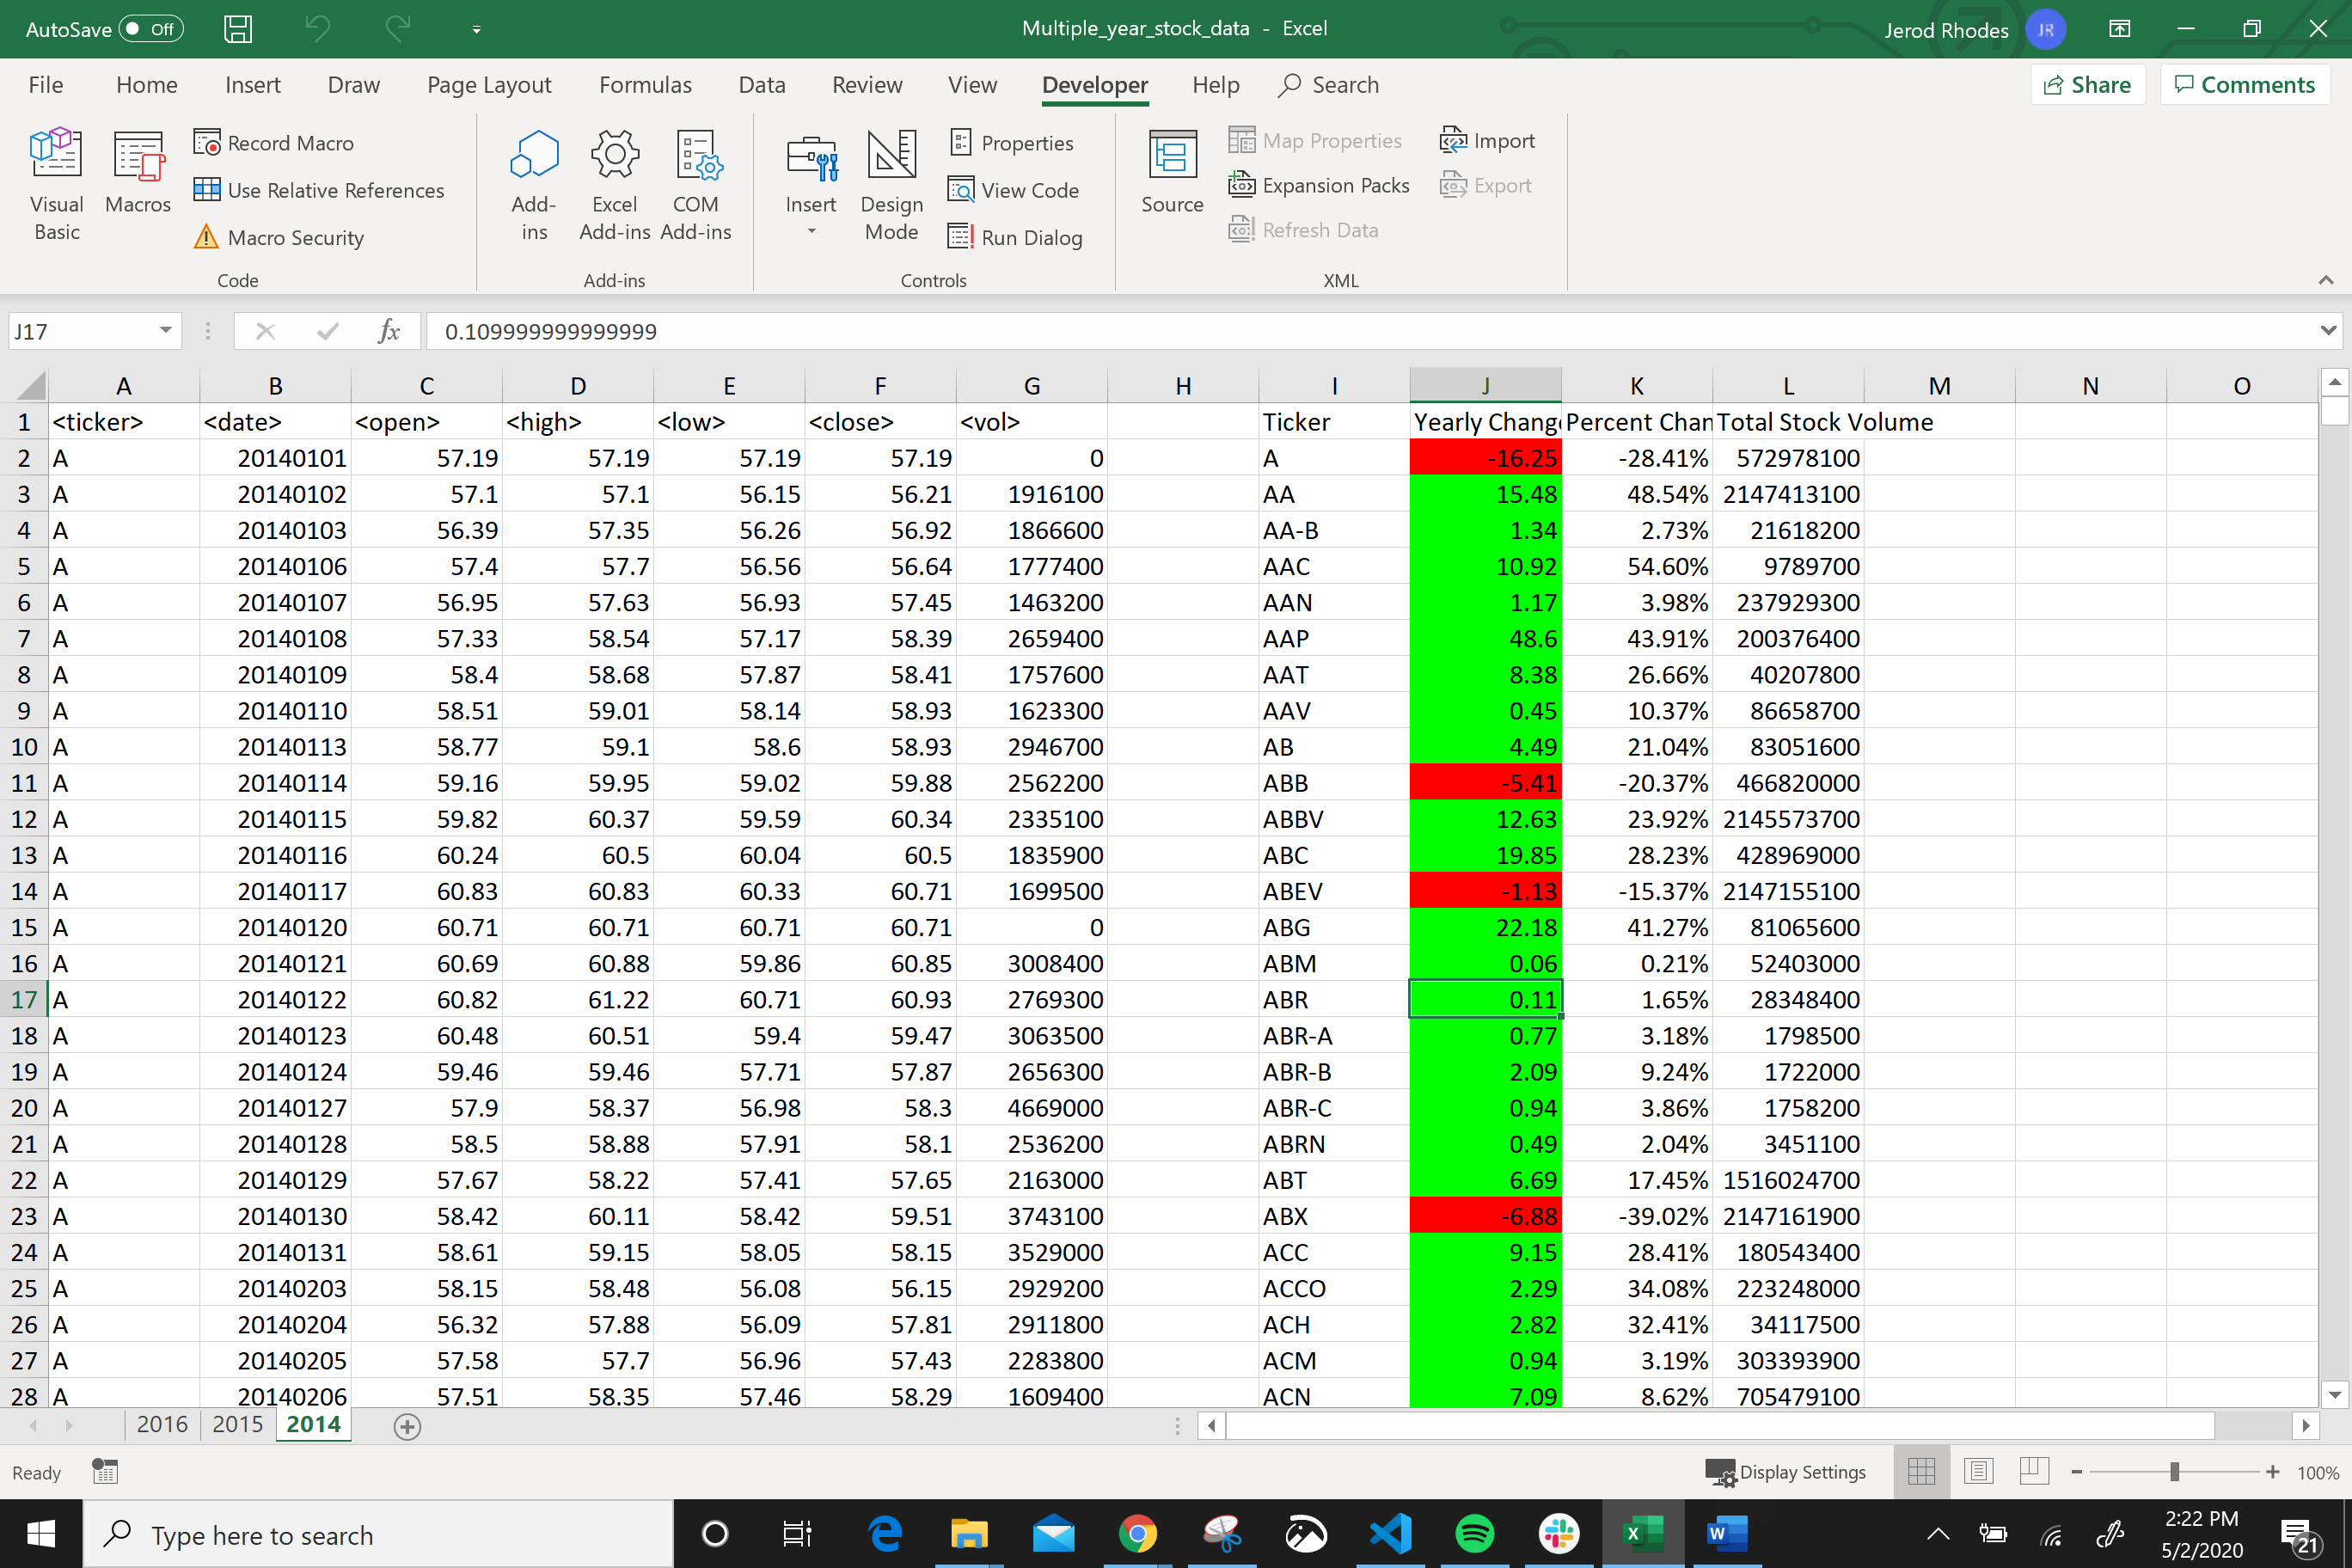 AutoSave Off Multiple_year_stock_data - Excel Jerod Rhodes JR
File Home Insert Draw Page Layout Formulas Data Review View Developer Help Search Share Comments
Visual Basic
Macros
Record Macro
Use Relative References
Macro Security
Code
Add-ins
Excel Add-ins
COM Add-ins
Add-ins
Insert
Design Mode
Properties
View Code
Run Dialog
Controls
Source
Map Properties
Expansion Packs
Refresh Data
Import
Export
XML
J17 fx 0.109999999999999
A B C D E F G H I J K L M N O
1 <ticker> <date> <open> <high> <low> <close> <vol> Ticker Yearly Chang Percent Chan Total Stock Volume
2 A 20140101 57.19 57.19 57.19 57.19 0 A -16.25 -28.41% 572978100
3 A 20140102 57.1 57.1 56.15 56.21 1916100 AA 15.48 48.54% 2147413100
4 A 20140103 56.39 57.35 56.26 56.92 1866600 AA-B 1.34 2.73% 21618200
5 A 20140106 57.4 57.7 56.56 56.64 1777400 AAC 10.92 54.60% 9789700
6 A 20140107 56.95 57.63 56.93 57.45 1463200 AAN 1.17 3.98% 237929300
7 A 20140108 57.33 58.54 57.17 58.39 2659400 AAP 48.6 43.91% 200376400
8 A 20140109 58.4 58.68 57.87 58.41 1757600 AAT 8.38 26.66% 40207800
9 A 20140110 58.51 59.01 58.14 58.93 1623300 AAV 0.45 10.37% 86658700
10 A 20140113 58.77 59.1 58.6 58.93 2946700 AB 4.49 21.04% 83051600
11 A 20140114 59.16 59.95 59.02 59.88 2562200 ABB -5.41 -20.37% 466820000
12 A 20140115 59.82 60.37 59.59 60.34 2335100 ABBV 12.63 23.92% 2145573700
13 A 20140116 60.24 60.5 60.04 60.5 1835900 ABC 19.85 28.23% 428969000
14 A 20140117 60.83 60.83 60.33 60.71 1699500 ABEV -1.13 -15.37% 2147155100
15 A 20140120 60.71 60.71 60.71 60.71 0 ABG 22.18 41.27% 81065600
16 A 20140121 60.69 60.88 59.86 60.85 3008400 ABM 0.06 0.21% 52403000
17 A 20140122 60.82 61.22 60.71 60.93 2769300 ABR 0.11 1.65% 28348400
18 A 20140123 60.48 60.51 59.4 59.47 3063500 ABR-A 0.77 3.18% 1798500
19 A 20140124 59.46 59.46 57.71 57.87 2656300 ABR-B 2.09 9.24% 1722000
20 A 20140127 57.9 58.37 56.98 58.3 4669000 ABR-C 0.94 3.86% 1758200
21 A 20140128 58.5 58.88 57.91 58.1 2536200 ABRN 0.49 2.04% 3451100
22 A 20140129 57.67 58.22 57.41 57.65 2163000 ABT 6.69 17.45% 1516024700
23 A 20140130 58.42 60.11 58.42 59.51 3743100 ABX -6.88 -39.02% 2147161900
24 A 20140131 58.61 59.15 58.05 58.15 3529000 ACC 9.15 28.41% 180543400
25 A 20140203 58.15 58.48 56.08 56.15 2929200 ACCO 2.29 34.08% 223248000
26 A 20140204 56.32 57.88 56.09 57.81 2911800 ACH 2.82 32.41% 34117500
27 A 20140205 57.58 57.7 56.96 57.43 2283800 ACM 0.94 3.19% 303393900
28 A 20140206 57.51 58.35 57.46 58.29 1609400 ACN 7.09 8.62% 705479100
2016 2015 2014
Ready Display Settings 100%
Type here to search 2:22 PM
5/2/2020 21